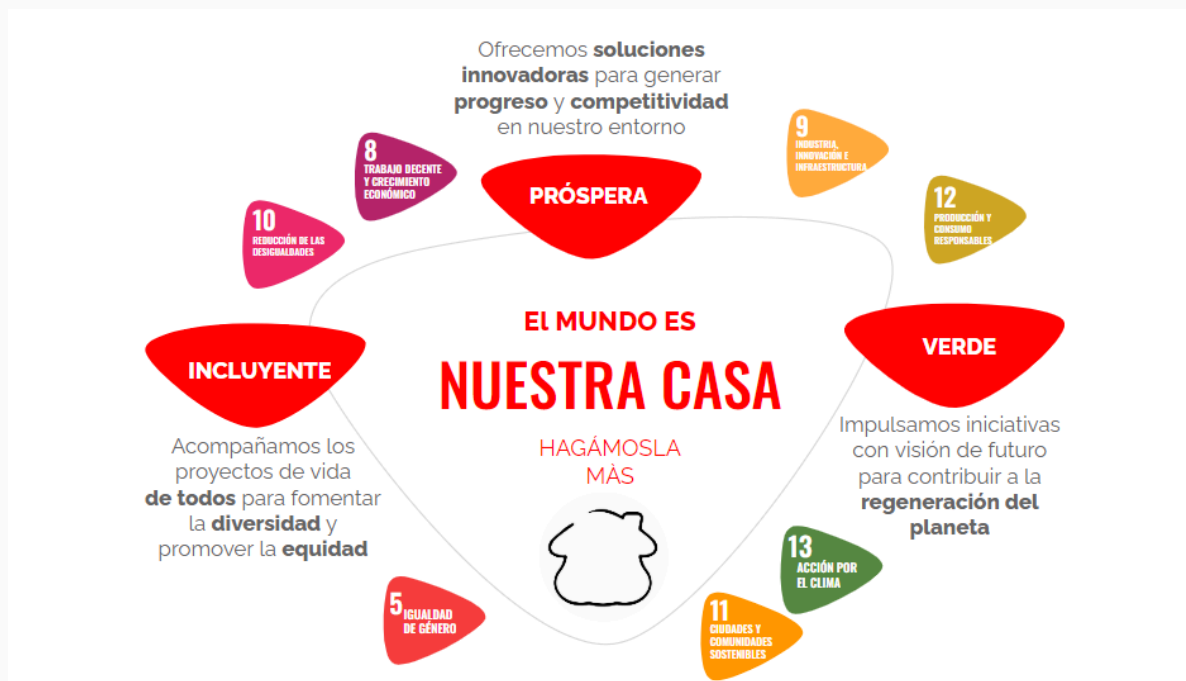 Ofrecemos soluciones
innovadoras para generar
progreso y competitividad
en nuestro entorno
8
TRABAJO DECENTE
Y CRECIMIENTO
ECONÓMICO
9
INDUSTRIA,
INNOVACIÓN E
INFRAESTRUCTURA
PRÓSPERA
10
REDUCCIÓN DE LAS
DESIGUALDADES
12
PRODUCCIÓN Y
CONSUMO
RESPONSABLES
El MUNDO ES
NUESTRA CASA
HAGÁMOSLA
MÀS
INCLUYENTE
Acompañamos los
proyectos de vida
de todos para fomentar
la diversidad y
promover la equidad
VERDE
Impulsamos iniciativas
con visión de futuro
para contribuir a la
regeneración del
planeta
5
IGUALDAD
DE GÉNERO
13
ACCIÓN POR
EL CLIMA
11
CIUDADES Y
COMUNIDADES
SOSTENIBLES